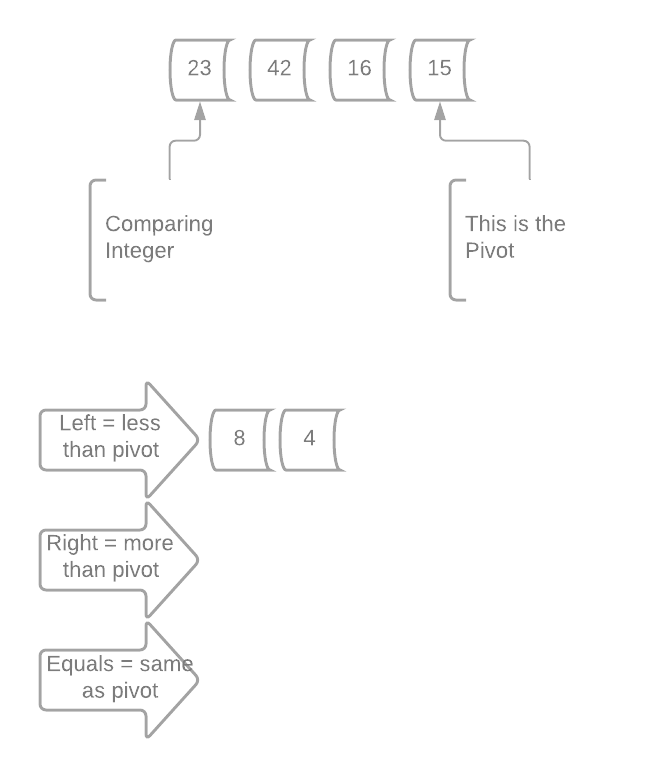 23 42 16 15
Comparing
Integer
This is the
Pivot
Left = less
than pivot
8 4
Right = more
than pivot
Equals = same
as pivot